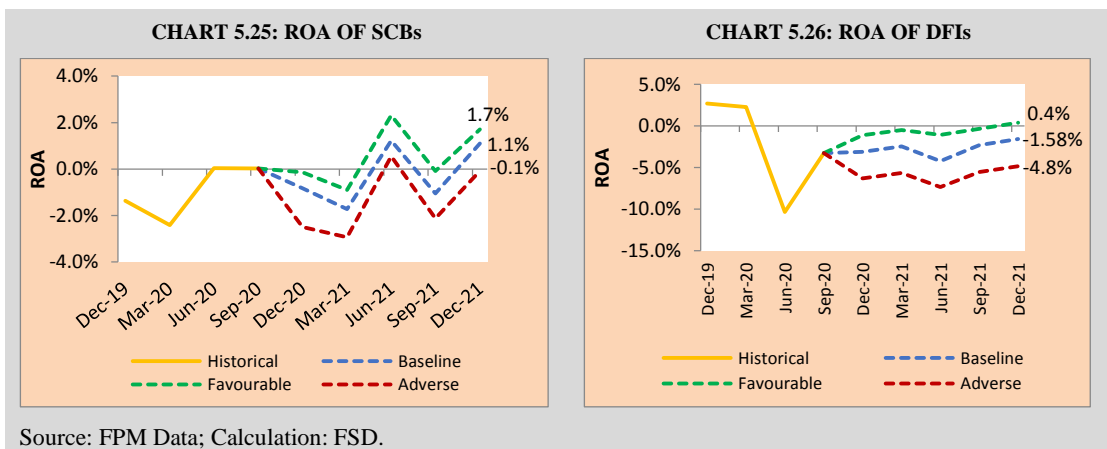 CHART 5.25: ROA OF SCBs
4.0%
2.0%
0.0%
-2.0%
-4.0%
ROA
1.7%
1.1%
-0.1%
Dec-19
Mar-20
Jun-20
Sep-20
Dec-20
Mar-21
Jun-21
Sep-21
Dec-21
Historical
Baseline
Favourable
Adverse
CHART 5.26: ROA OF DFIs
5.0%
0.0%
-5.0%
-10.0%
-15.0%
ROA
0.4%
-1.58%
-4.8%
Dec-19
Mar-20
Jun-20
Sep-20
Dec-20
Mar-21
Jun-21
Sep-21
Dec-21
Historical
Baseline
Favourable
Adverse
Source: FPM Data; Calculation: FSD.